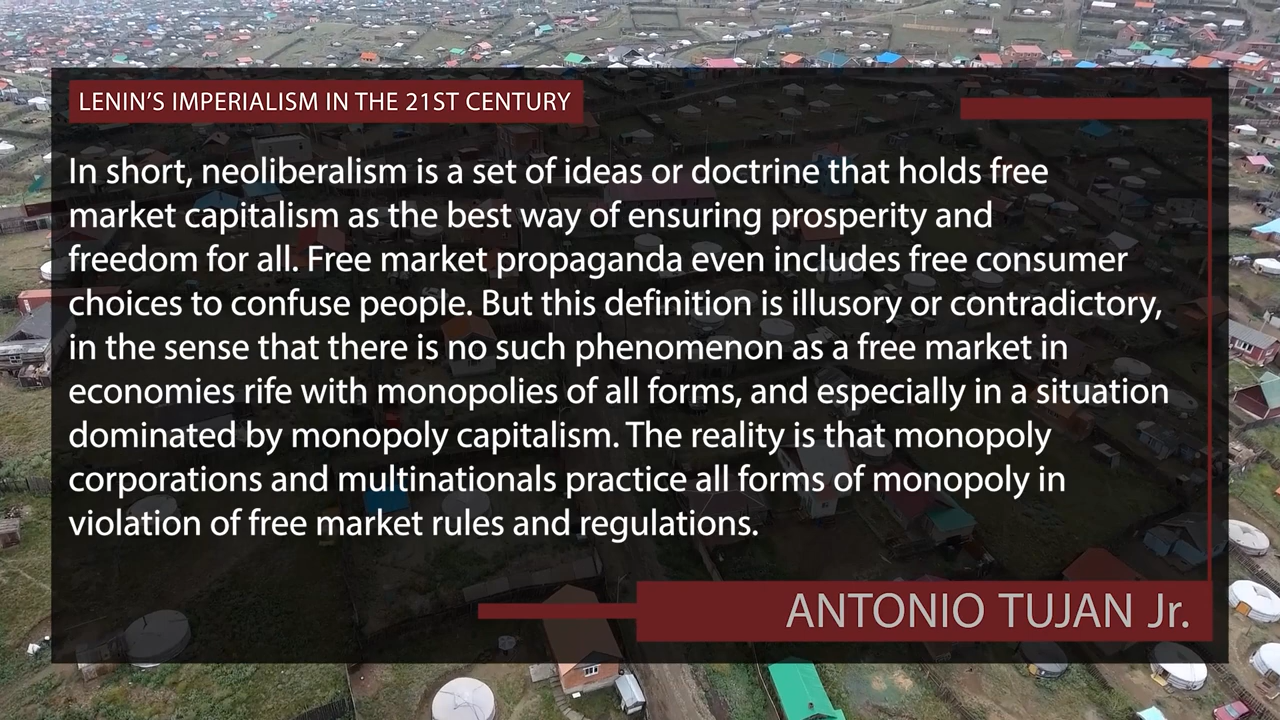 LENIN'S IMPERIALISM IN THE 21ST CENTURY
In short, neoliberalism is a set of ideas or doctrine that holds free
market capitalism as the best way of ensuring prosperity and
freedom for all. Free market propaganda even includes free consumer
choices to confuse people. But this definition is illusory or contradictory,
in the sense that there is no such phenomenon as a free market in
economies rife with monopolies of all forms, and especially in a situation
dominated by monopoly capitalism. The reality is that monopoly
corporations and multinationals practice all forms of monopoly in
violation of free market rules and regulations.
ANTONIO TUJAN Jr.